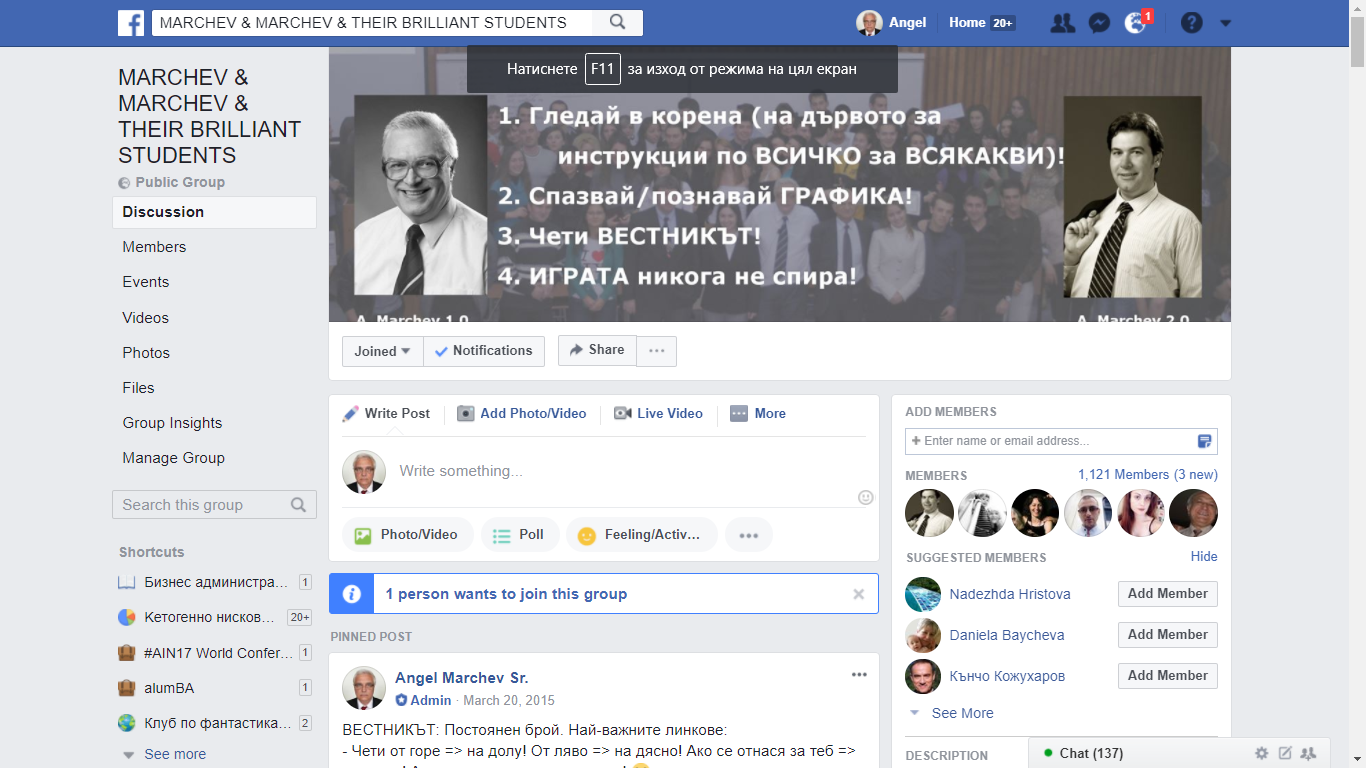 MARCHEV & MARCHEV & THEIR BRILLIANT STUDENTS
Angel
Home 20+
1
Натиснете F11 за изход от режима на цял екран
MARCHEV &
MARCHEV &
THEIR BRILLIANT
STUDENTS
Public Group
Discussion
Members
Events
Videos
Photos
Files
Group Insights
Manage Group
Search this group
Shortcuts
Бизнес администра... 1
Кетогенно нисков... 20+
#AIN17 World Confer... 1
alumBA 1
Клуб по фантастика... 2
See more
1. Гледай в корена (на дървото за
инструкции по ВСИЧКО за ВСЯКАКВИ)!
2. Спазвай/познавай ГРАФИКА!
3. Чети ВЕСТНИКЪТ!
4. ИГРАТА никога не спира!
A. Marchev 1.0
A. Marchev 2.0
Joined
Notifications
Share
Write Post
Add Photo/Video
Live Video
More
Write something...
Photo/Video
Poll
Feeling/Activ...
1 person wants to join this group
PINNED POST
Angel Marchev Sr.
Admin · March 20, 2015
ВЕСТНИКЪТ: Постоянен брой. Най-важните линкове:
- Чети от горе => на долу! От ляво => на дясно! Ако се отнася за теб =>
ADD MEMBERS
+ Enter name or email address...
MEMBERS
1,121 Members (3 new)
SUGGESTED MEMBERS
Hide
Nadezhda Hristova
Add Member
Daniela Baycheva
Add Member
Кънчо Кожухаров
Add Member
See More
DESCRIPTION
Chat (137)